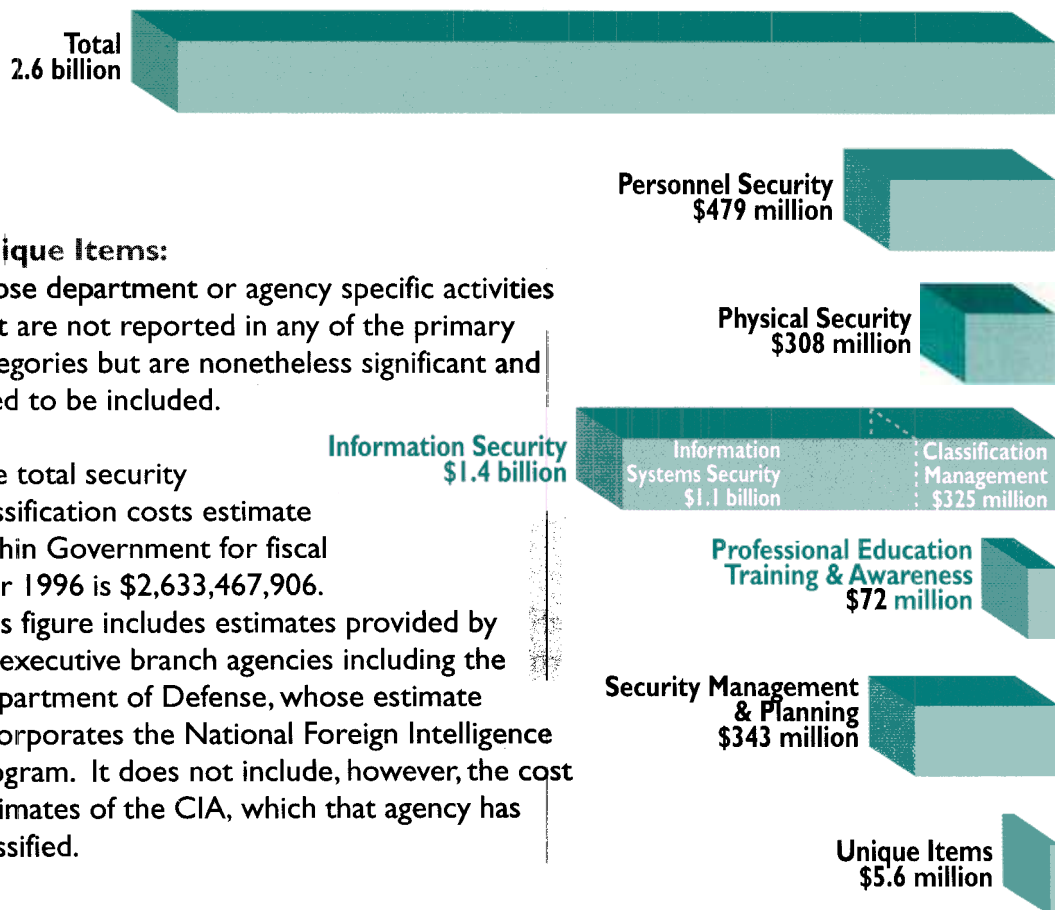 Total
2.6 billion
Personnel Security
$479 million
ique Items:
ose department or agency specific activities
t are not reported in any of the primary
egories but are nonetheless significant and
ed to be included.
Physical Security
$308 million
Information Security
$1.4 billion
Information
Systems Security
$1.1 billion
Classification
Management
$325 million
e total security
ssification costs estimate
hin Government for fiscal
r 1996 is $2,633,467,906.
s figure includes estimates provided by
executive branch agencies including the
partment of Defense, whose estimate
orporates the National Foreign Intelligence
ogram. It does not include, however, the cost
imates of the CIA, which that agency has
ssified.
Professional Education
Training & Awareness
$72 million
Security Management
& Planning
$343 million
Unique Items
$5.6 million